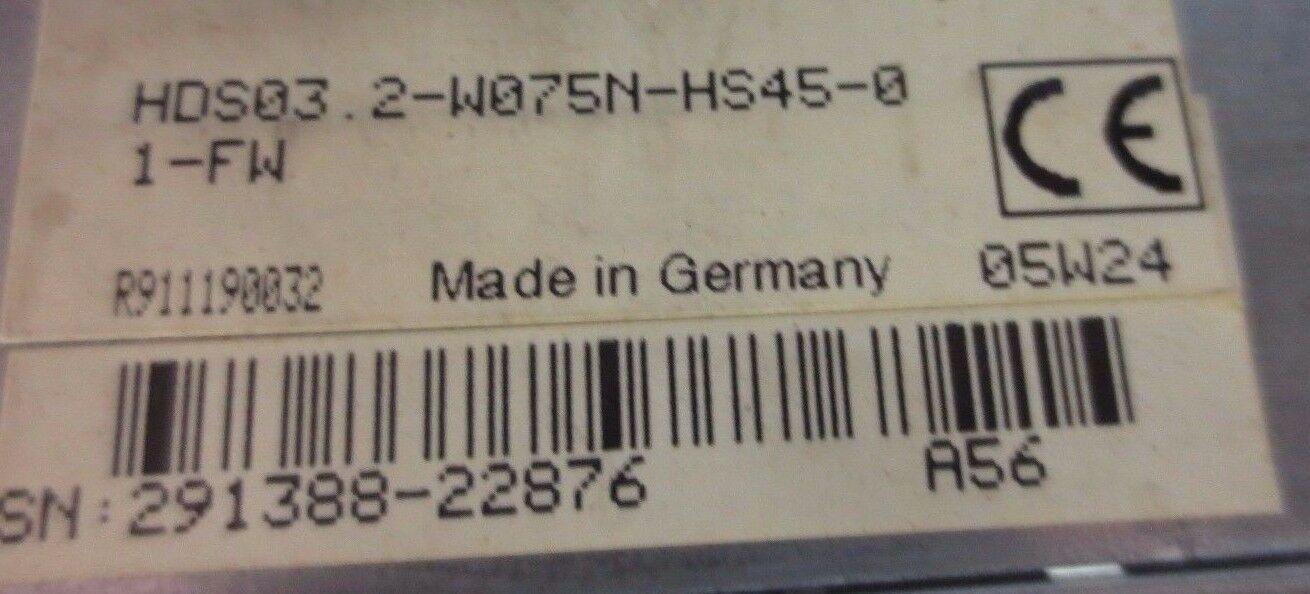 HDS03.2-W075N-HS45-0
1-FW
CE
R911190032 Made in Germany 05W24
SN:291388-22876 A56